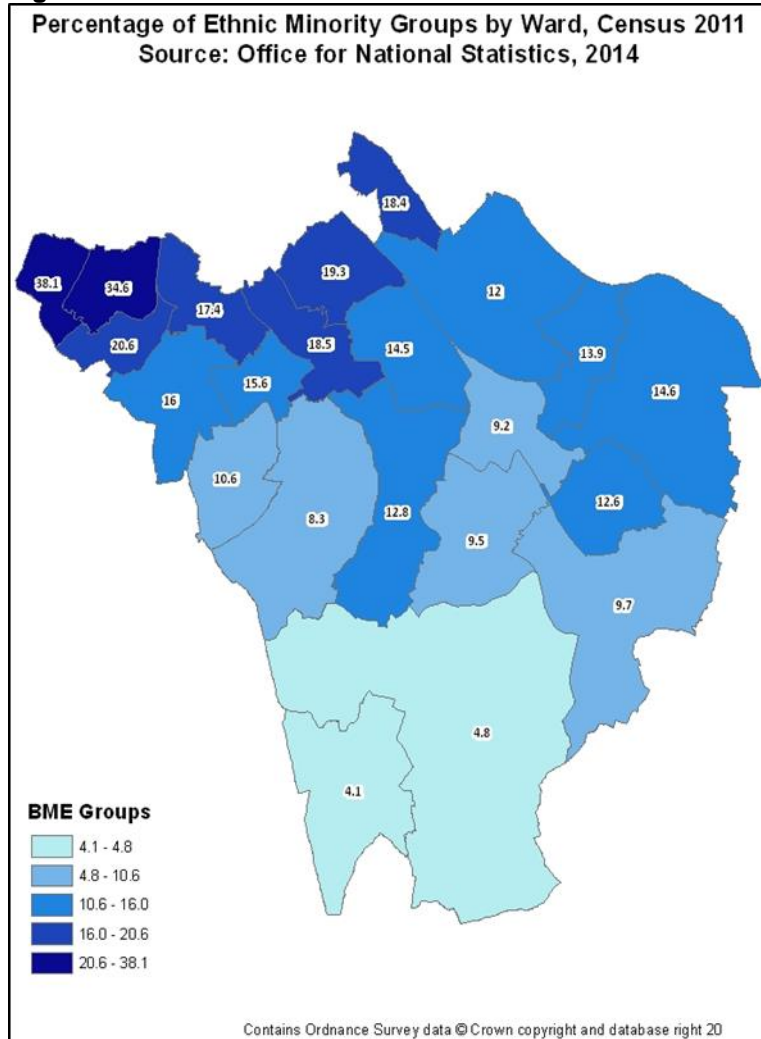 Percentage of Ethnic Minority Groups by Ward, Census 2011
Source: Office for National Statistics, 2014
18.4
38.1
34.6
19.3
12
17.4
20.6
18.5
14.5
13.9
15.6
14.6
16
9.2
10.6
8.3
12.8
12.6
9.5
9.7
4.8
4.1
BME Groups
4.1 - 4.8
4.8 - 10.6
10.6 - 16.0
16.0 - 20.6
20.6 - 38.1
Contains Ordnance Survey data © Crown copyright and database right 20